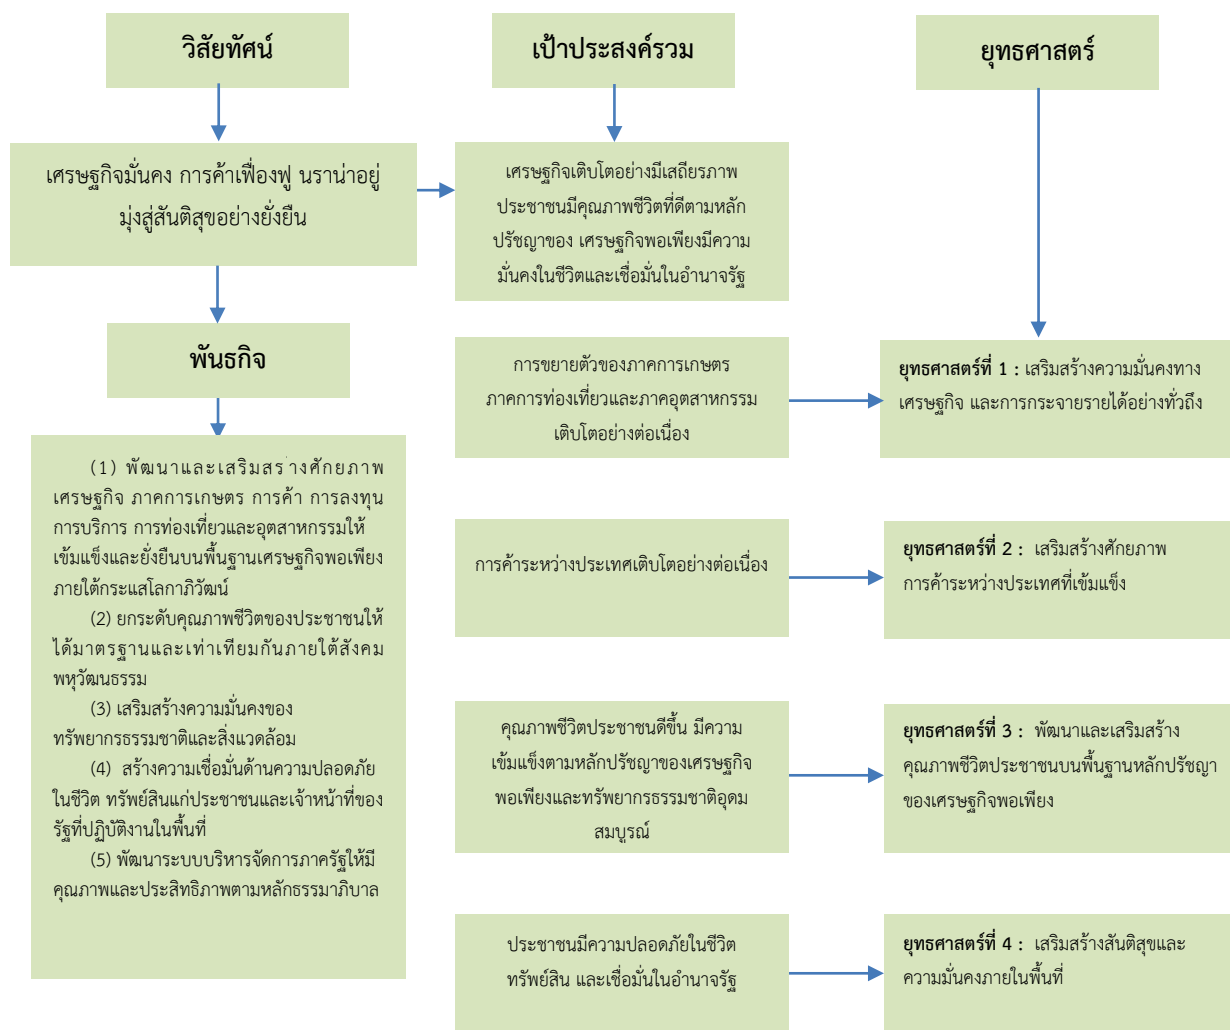 วิสัยทัศน์
เศรษฐกิจมั่นคง การค้าเฟื่องฟู นราน่าอยู่
มุ่งสู่สันติสุขอย่างยั่งยืน
พันธกิจ
(1) พัฒนาและเสริมสร่างศักยภาพ
เศรษฐกิจ ภาคการเกษตร การค้า การลงทุน
การบริการ การท่องเที่ยวและอุตสาหกรรมให้
เข้มแข็งและยั่งยืนบนพื้นฐานเศรษฐกิจพอเพียง
ภายใต้กระแสโลกาภิวัฒน์
(2) ยกระดับคุณภาพชีวิตของประชาชนให้
ได้มาตรฐานและเท่าเทียมกันภายใต้สังคม
พหุวัฒนธรรม
(3) เสริมสร้างความมั่นคงของ
ทรัพยากรธรรมชาติและสิ่งแวดล้อม
(4) สร้างความเชื่อมั่นด้านความปลอดภัย
ในชีวิต ทรัพย์สินแก่ประชาชนและเจ้าหน้าที่ของ
รัฐที่ปฏิบัติงานในพื้นที่
(5) พัฒนาระบบบริหารจัดการภาครัฐให้มี
คุณภาพและประสิทธิภาพตามหลักธรรมาภิบาล
เป้าประสงค์รวม
เศรษฐกิจเติบโตอย่างมีเสถียรภาพ
ประชาชนมีคุณภาพชีวิตที่ดีตามหลัก
ปรัชญาของ เศรษฐกิจพอเพียงมีความ
มั่นคงในชีวิตและเชื่อมั่นในอำนาจรัฐ
การขยายตัวของภาคการเกษตร
ภาคการท่องเที่ยวและภาคอุตสาหกรรม
เติบโตอย่างต่อเนื่อง
การค้าระหว่างประเทศเติบโตอย่างต่อเนื่อง
คุณภาพชีวิตประชาชนดีขึ้น มีความ
เข้มแข็งตามหลักปรัชญาของเศรษฐกิจ
พอเพียงและทรัพยากรธรรมชาติอุดม
สมบูรณ์
ประชาชนมีความปลอดภัยในชีวิต
ทรัพย์สิน และเชื่อมั่นในอำนาจรัฐ
ยุทธศาสตร์
ยุทธศาสตร์ที่ 1 : เสริมสร้างความมั่นคงทาง
เศรษฐกิจ และการกระจายรายได้อย่างทั่วถึง
ยุทธศาสตร์ที่ 2 : เสริมสร้างศักยภาพ
การค้าระหว่างประเทศที่เข้มแข็ง
ยุทธศาสตร์ที่ 3 : พัฒนาและเสริมสร้าง
คุณภาพชีวิตประชาชนบนพื้นฐานหลักปรัชญา
ของเศรษฐกิจพอเพียง
ยุทธศาสตร์ที่ 4 : เสริมสร้างสันติสุขและ
ความมั่นคงภายในพื้นที่